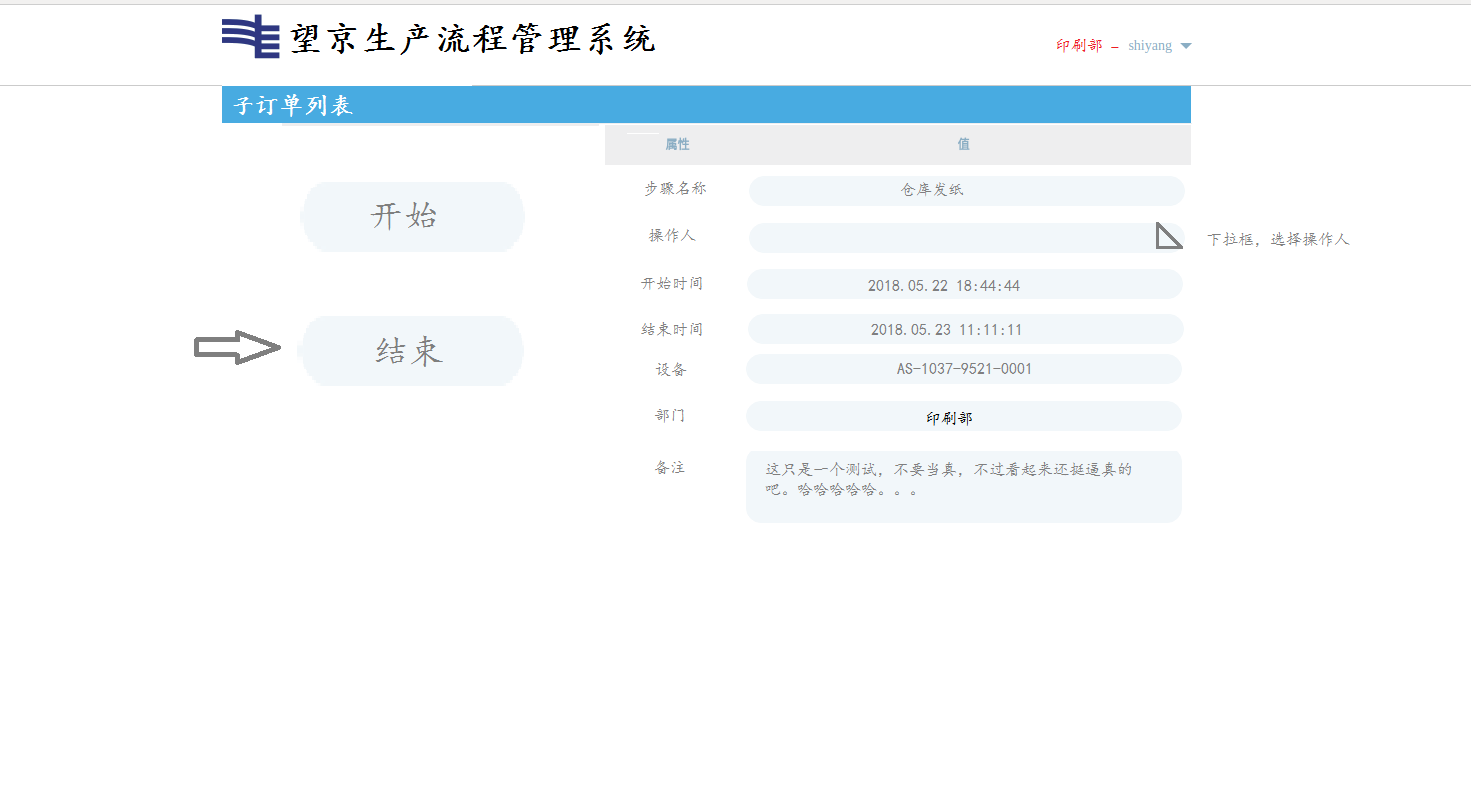 望京生产流程管理系统
印刷部 – shiyang
子订单列表
属性 值
开始
步骤名称 仓库发纸
操作人
下拉框，选择操作人
开始时间 2018.05.22 18:44:44
结束时间 2018.05.23 11:11:11
结束
设备 AS-1037-9521-0001
部门 印刷部
备注 这只是一个测试，不要当真，不过看起来还挺逼真的
吧。哈哈哈哈哈。。。